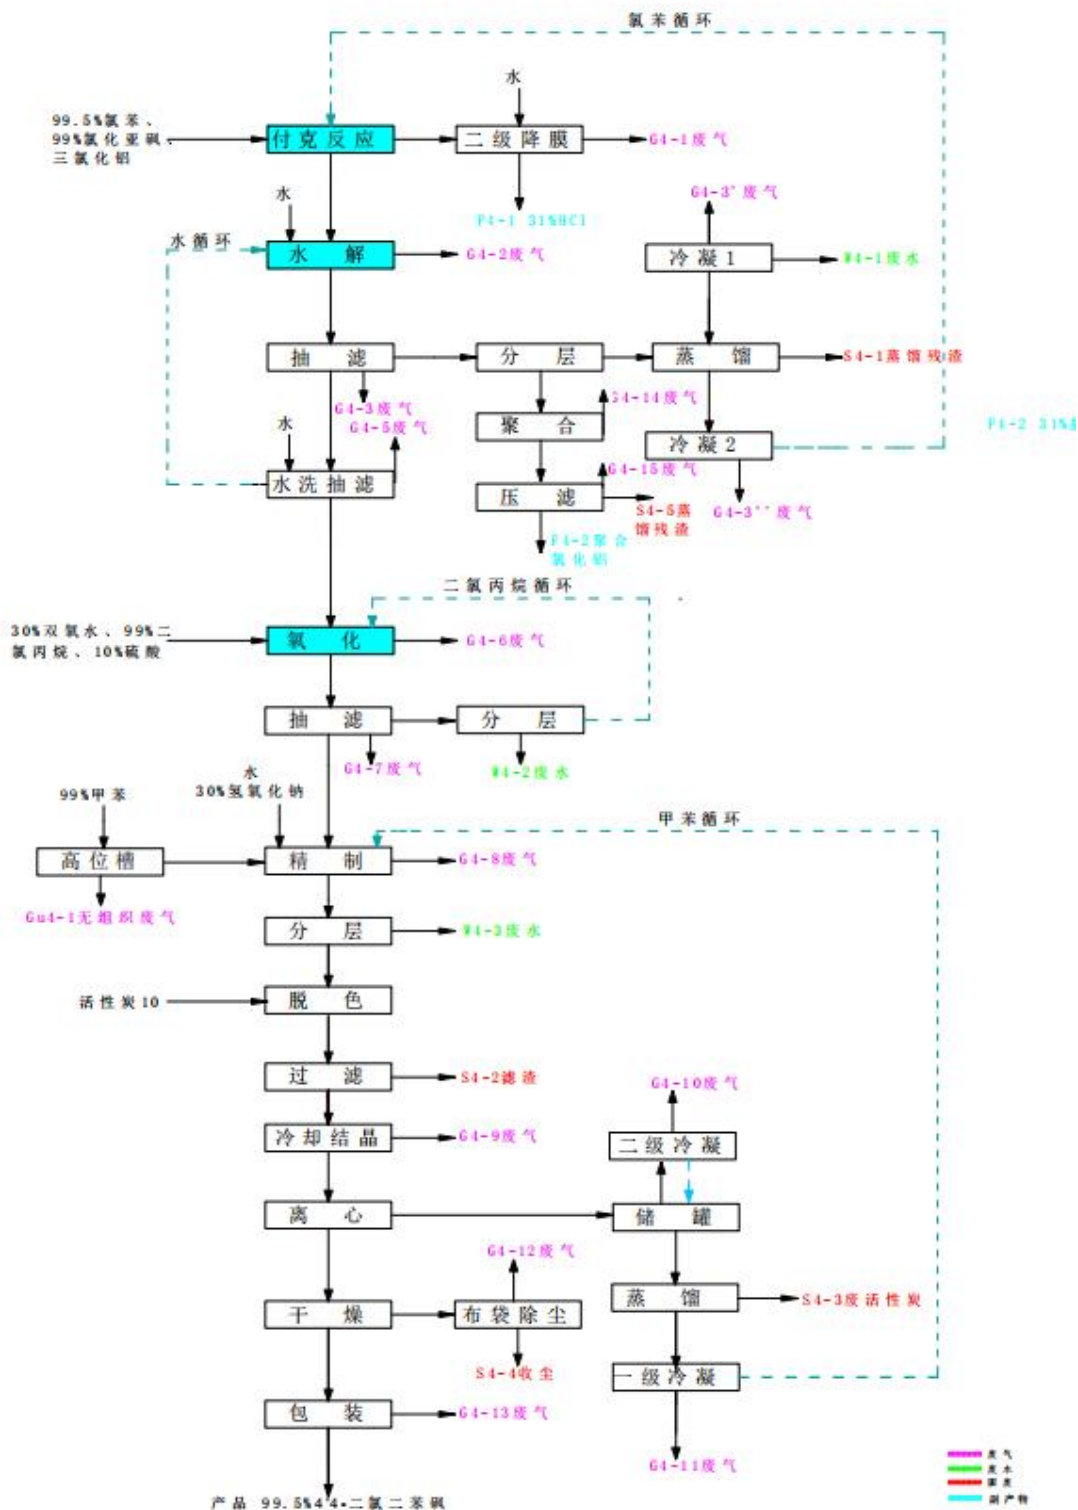 氯苯循环
水
99.5%氯苯、
99%氯化亚砜、
三氯化铝
付克反应
二级降膜
G4-1废气
F4-1 31%HCl
G4-3'废气
水
水循环
水 解
G4-2废气
冷凝1
W4-1废水
抽 滤
分 层
蒸 馏
S4-1蒸馏残渣
G4-3废气
G4-14废气
G4-5废气
水
聚 合
冷凝2
F4-2 31%
G4-15废气
水洗抽滤
压 滤
S4-5蒸
馏残渣
G4-3''废气
F4-2聚合
氯化铝
二氯丙烷循环
30%双氧水、99%二
氯丙烷、10%硫酸
氧 化
G4-6废气
抽 滤
分 层
G4-7废气
W4-2废水
水
30%氢氧化钠
99%甲苯
甲苯循环
高位槽
精 制
G4-8废气
Gu4-1无组织废气
分 层
W4-3废水
活性炭10
脱 色
过 滤
S4-2滤渣
G4-10废气
冷却结晶
G4-9废气
二级冷凝
离 心
储 罐
G4-12废气
干 燥
布袋除尘
蒸 馏
S4-3废活性炭
S4-4收尘
一级冷凝
包 装
G4-13废气
G4-11废气
废气
废水
固废
副产物
产品 99.5%44-二氯二苯砜